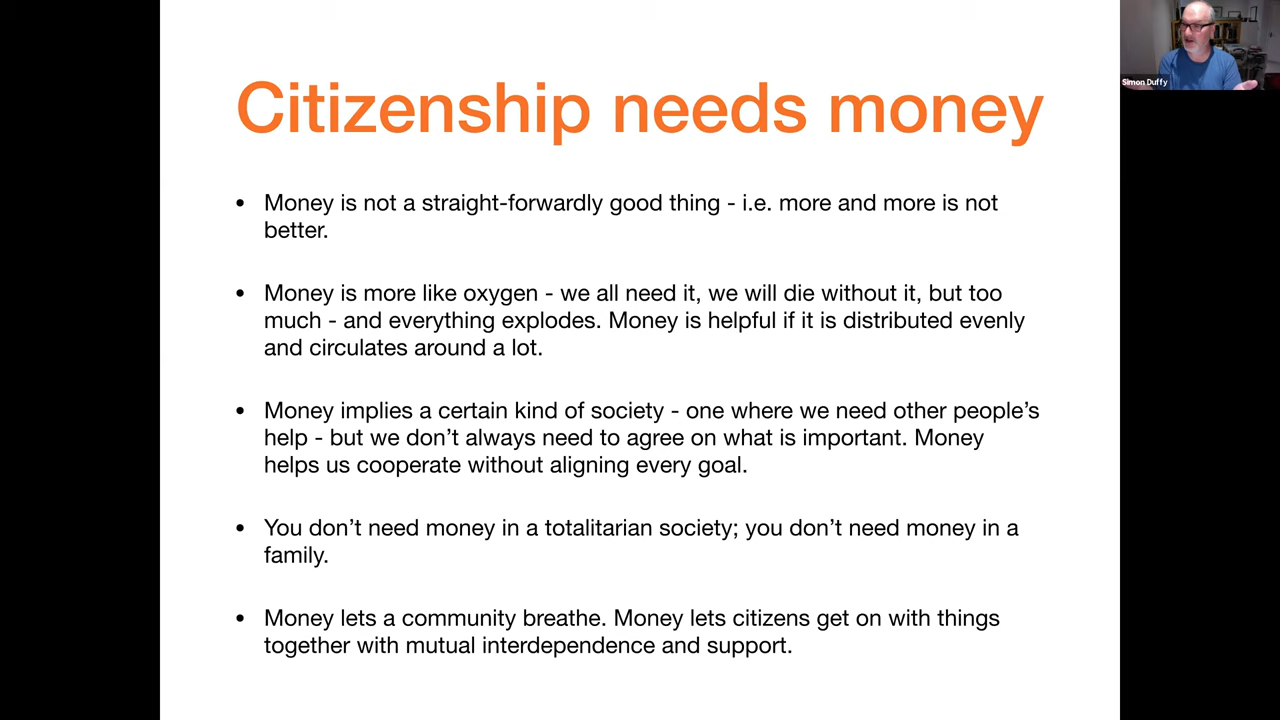 Citizenship needs money
• Money is not a straight-forwardly good thing - i.e. more and more is not
better.
• Money is more like oxygen - we all need it, we will die without it, but too
much - and everything explodes. Money is helpful if it is distributed evenly
and circulates around a lot.
• Money implies a certain kind of society - one where we need other people’s
help - but we don’t always need to agree on what is important. Money
helps us cooperate without aligning every goal.
• You don’t need money in a totalitarian society; you don’t need money in a
family.
• Money lets a community breathe. Money lets citizens get on with things
together with mutual interdependence and support.
Simon Duffy